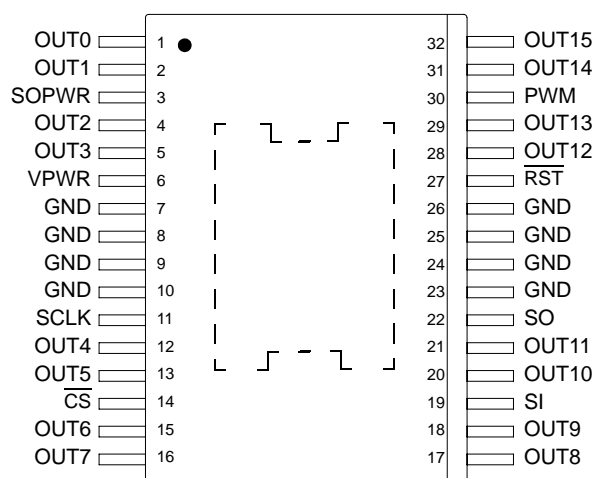 OUT0 1 32 OUT15
OUT1 2 31 OUT14
SOPWR 3 30 PWM
OUT2 4 29 OUT13
OUT3 5 28 OUT12
VPWR 6 27 R̅S̅T̅
GND 7 26 GND
GND 8 25 GND
GND 9 24 GND
GND 10 23 GND
SCLK 11 22 SO
OUT4 12 21 OUT11
OUT5 13 20 OUT10
C̅S̅ 14 19 SI
OUT6 15 18 OUT9
OUT7 16 17 OUT8